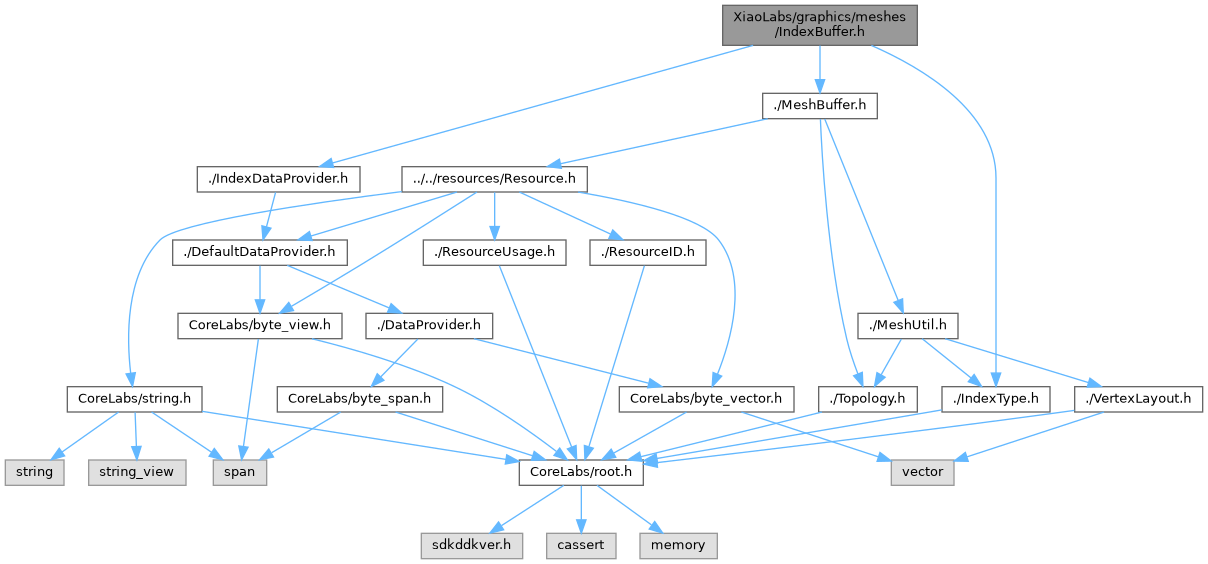 XiaoLabs/graphics/meshes
/IndexBuffer.h
./MeshBuffer.h
./IndexDataProvider.h
../../resources/Resource.h
./DefaultDataProvider.h
./ResourceUsage.h
./ResourceID.h
CoreLabs/byte_view.h
./DataProvider.h
./MeshUtil.h
CoreLabs/string.h
CoreLabs/byte_span.h
CoreLabs/byte_vector.h
./Topology.h
./IndexType.h
./VertexLayout.h
string
string_view
span
CoreLabs/root.h
vector
sdkddkver.h
cassert
memory